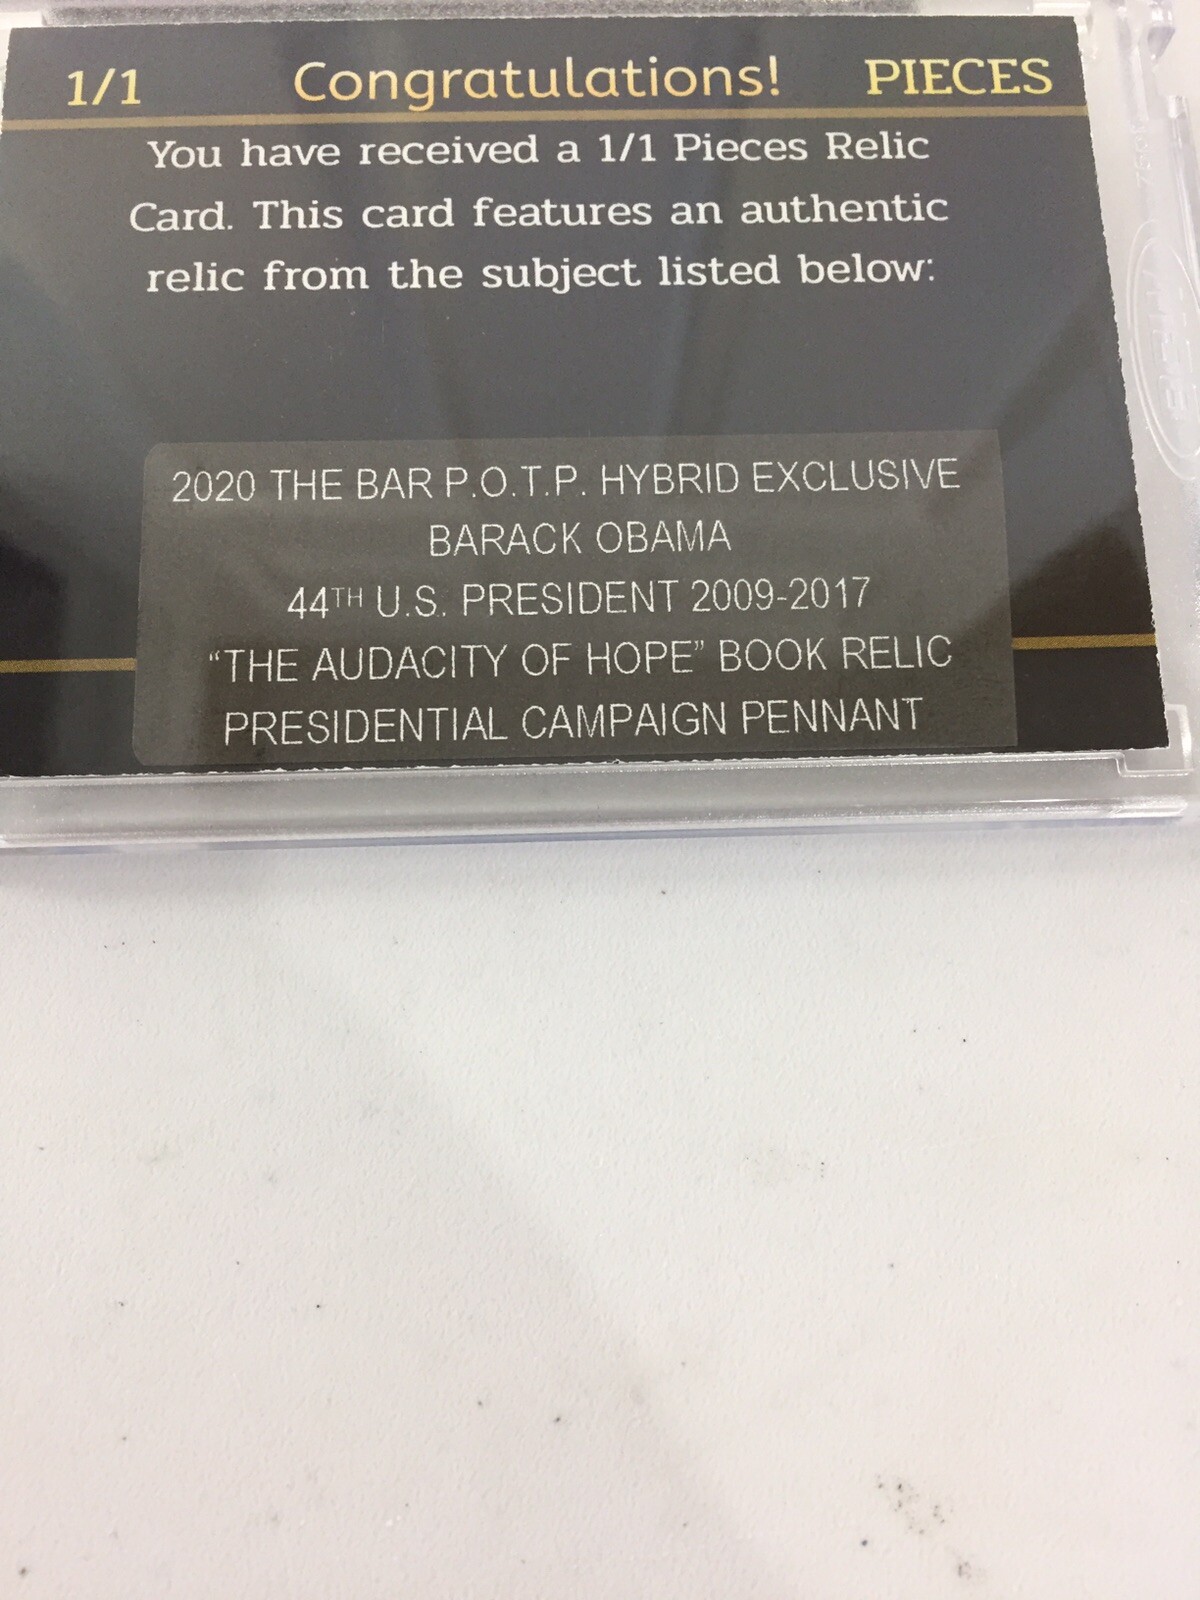 1/1 Congratulations! PIECES
You have received a 1/1 Pieces Relic
Card. This card features an authentic
relic from the subject listed below:
2020 THE BAR P.O.T.P. HYBRID EXCLUSIVE
BARACK OBAMA
44TH U.S. PRESIDENT 2009-2017
“THE AUDACITY OF HOPE” BOOK RELIC
PRESIDENTIAL CAMPAIGN PENNANT